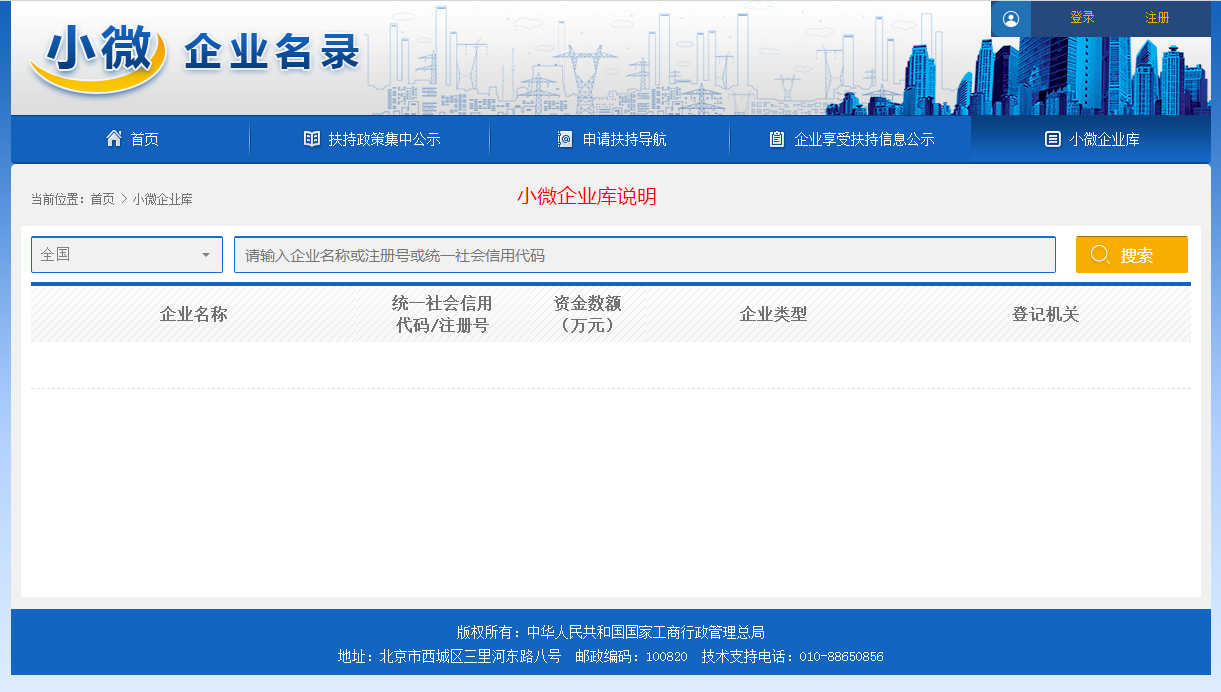 小微 企业名录
登录 注册
首页 扶持政策集中公示 申请扶持导航 企业享受扶持信息公示 小微企业库
当前位置：首页 > 小微企业库
小微企业库说明
全国 请输入企业名称或注册号或统一社会信用代码 搜索
企业名称 统一社会信用代码/注册号 资金数额（万元） 企业类型 登记机关
版权所有：中华人民共和国国家工商行政管理总局
地址：北京市西城区三里河东路八号 邮政编码：100820 技术支持电话：010-88650856